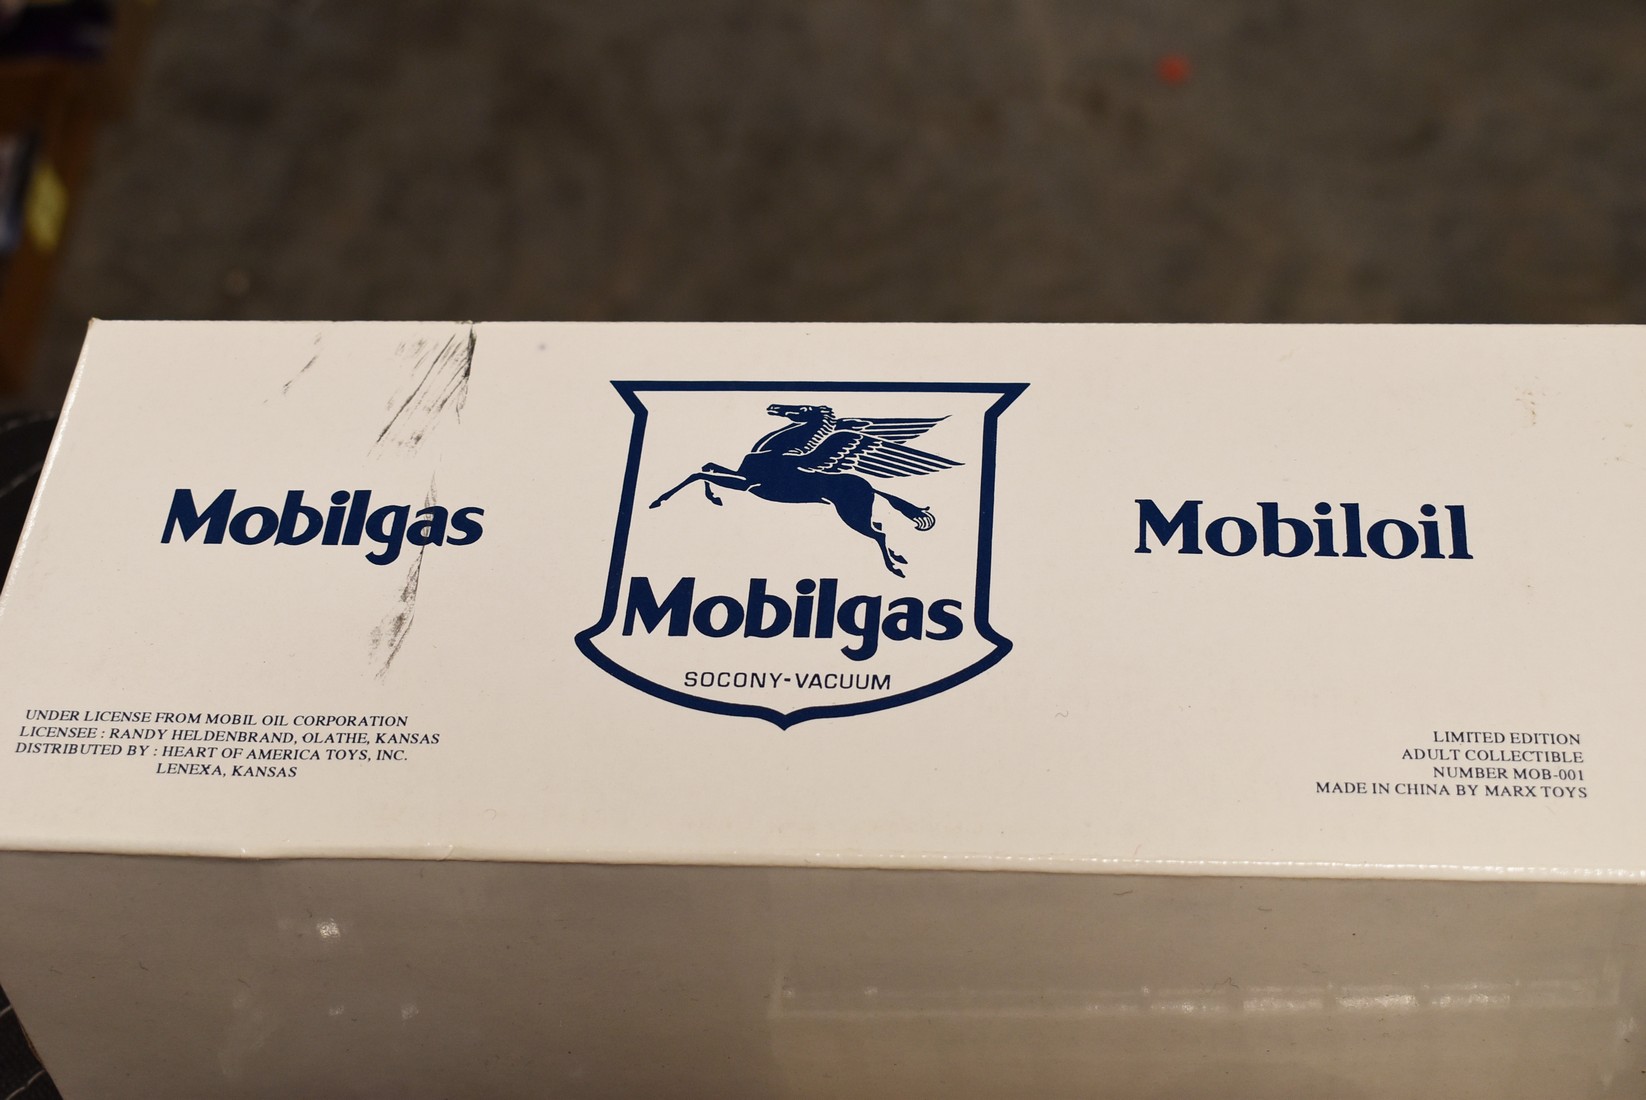 Mobilgas
Mobilgas
SOCONY-VACUUM
Mobiloil
UNDER LICENSE FROM MOBIL OIL CORPORATION
LICENSEE : RANDY HELDENBRAND, OLATHE, KANSAS
DISTRIBUTED BY : HEART OF AMERICA TOYS, INC.
LENEXA, KANSAS
LIMITED EDITION
ADULT COLLECTIBLE
NUMBER MOB-001
MADE IN CHINA BY MARX TOYS